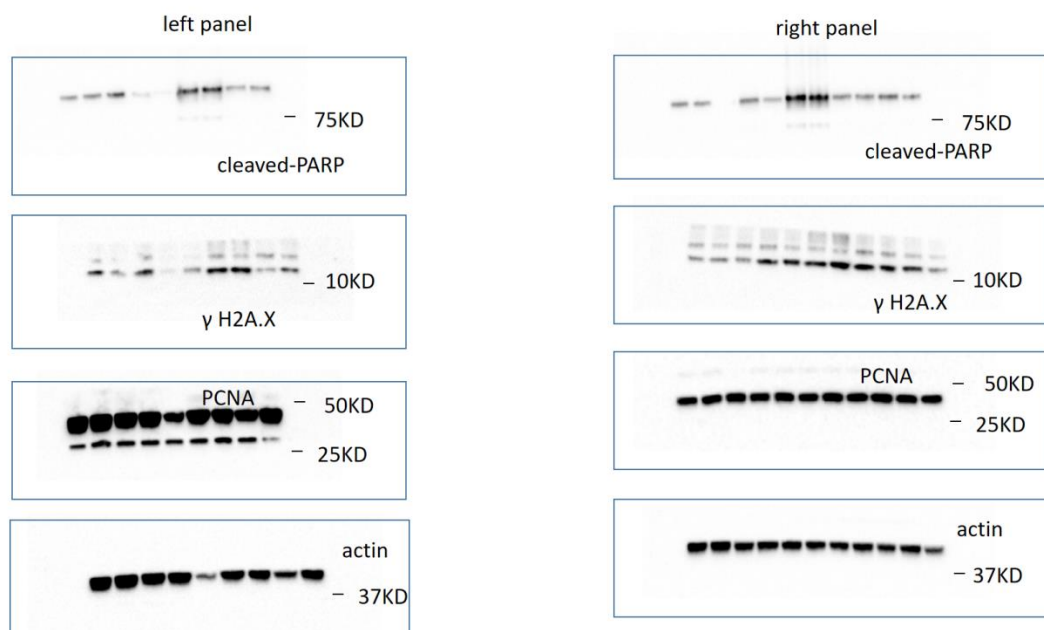 left panel
75KD
cleaved-PARP
10KD
γ H2A.X
PCNA
50KD
25KD
actin
37KD
right panel
75KD
cleaved-PARP
10KD
γ H2A.X
PCNA
50KD
25KD
actin
37KD